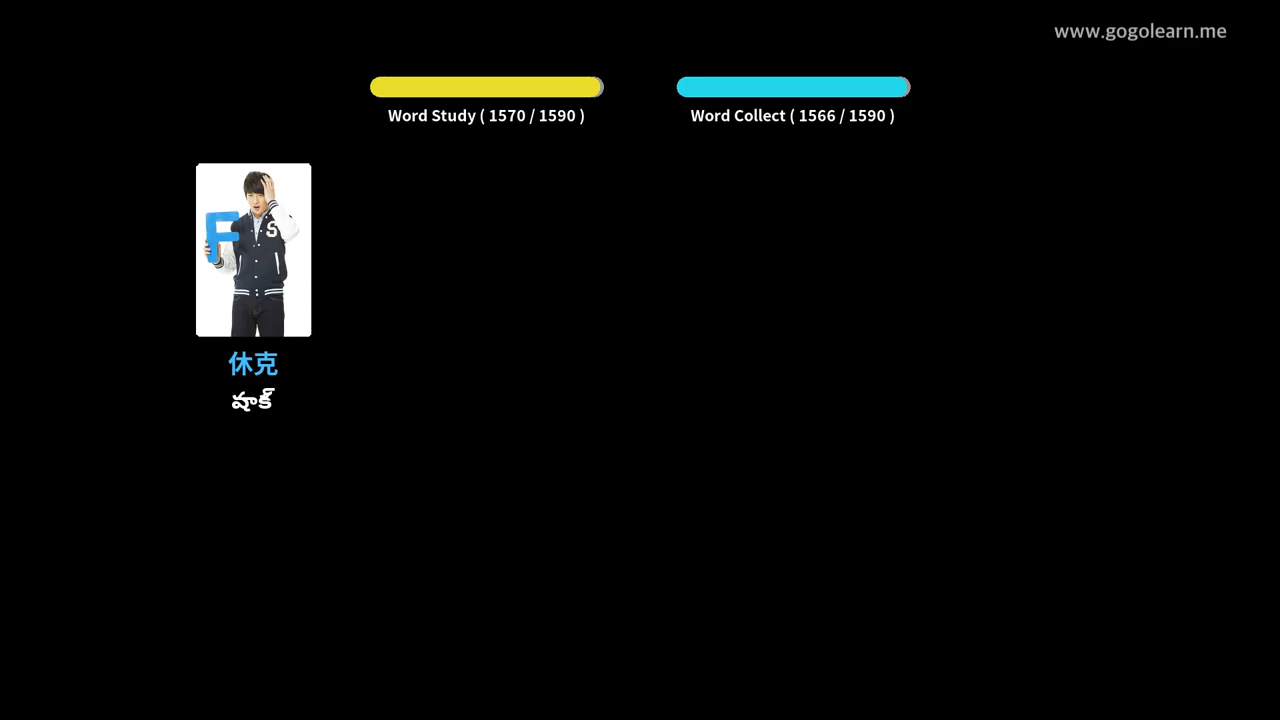 www.gogolearn.me
Word Study ( 1570 / 1590 )
Word Collect ( 1566 / 1590 )
F
S
休克
షాక్